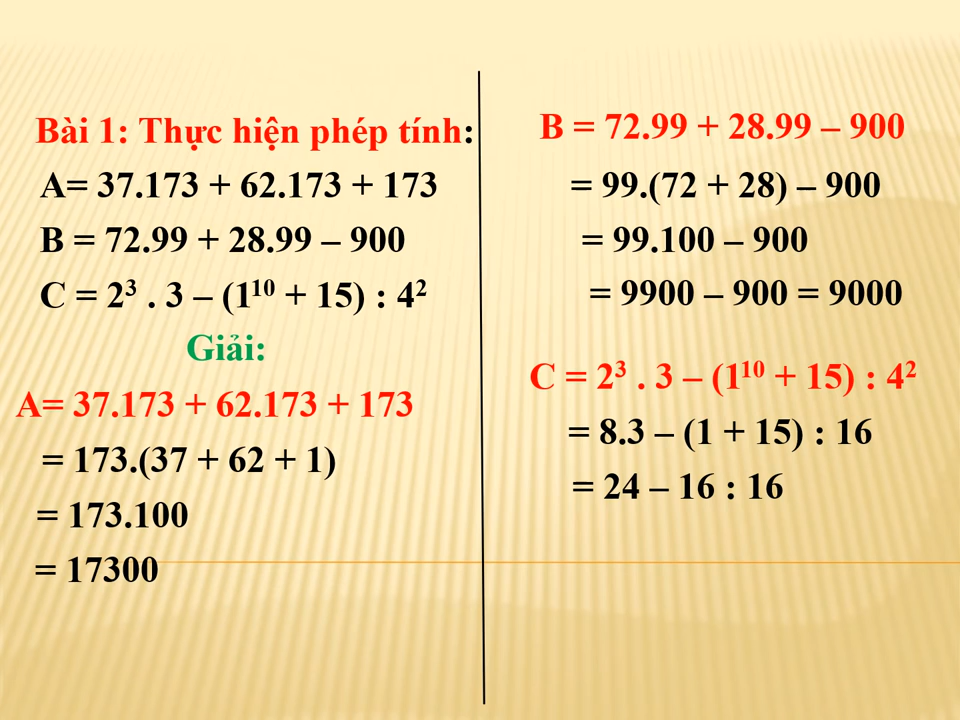 Bài 1: Thực hiện phép tính:
A= 37.173 + 62.173 + 173
B = 72.99 + 28.99 – 900
C = 2³ . 3 – (1¹⁰ + 15) : 4²
Giải:
A= 37.173 + 62.173 + 173
= 173.(37 + 62 + 1)
= 173.100
= 17300
B = 72.99 + 28.99 – 900
= 99.(72 + 28) – 900
= 99.100 – 900
= 9900 – 900 = 9000
C = 2³ . 3 – (1¹⁰ + 15) : 4²
= 8.3 – (1 + 15) : 16
= 24 – 16 : 16